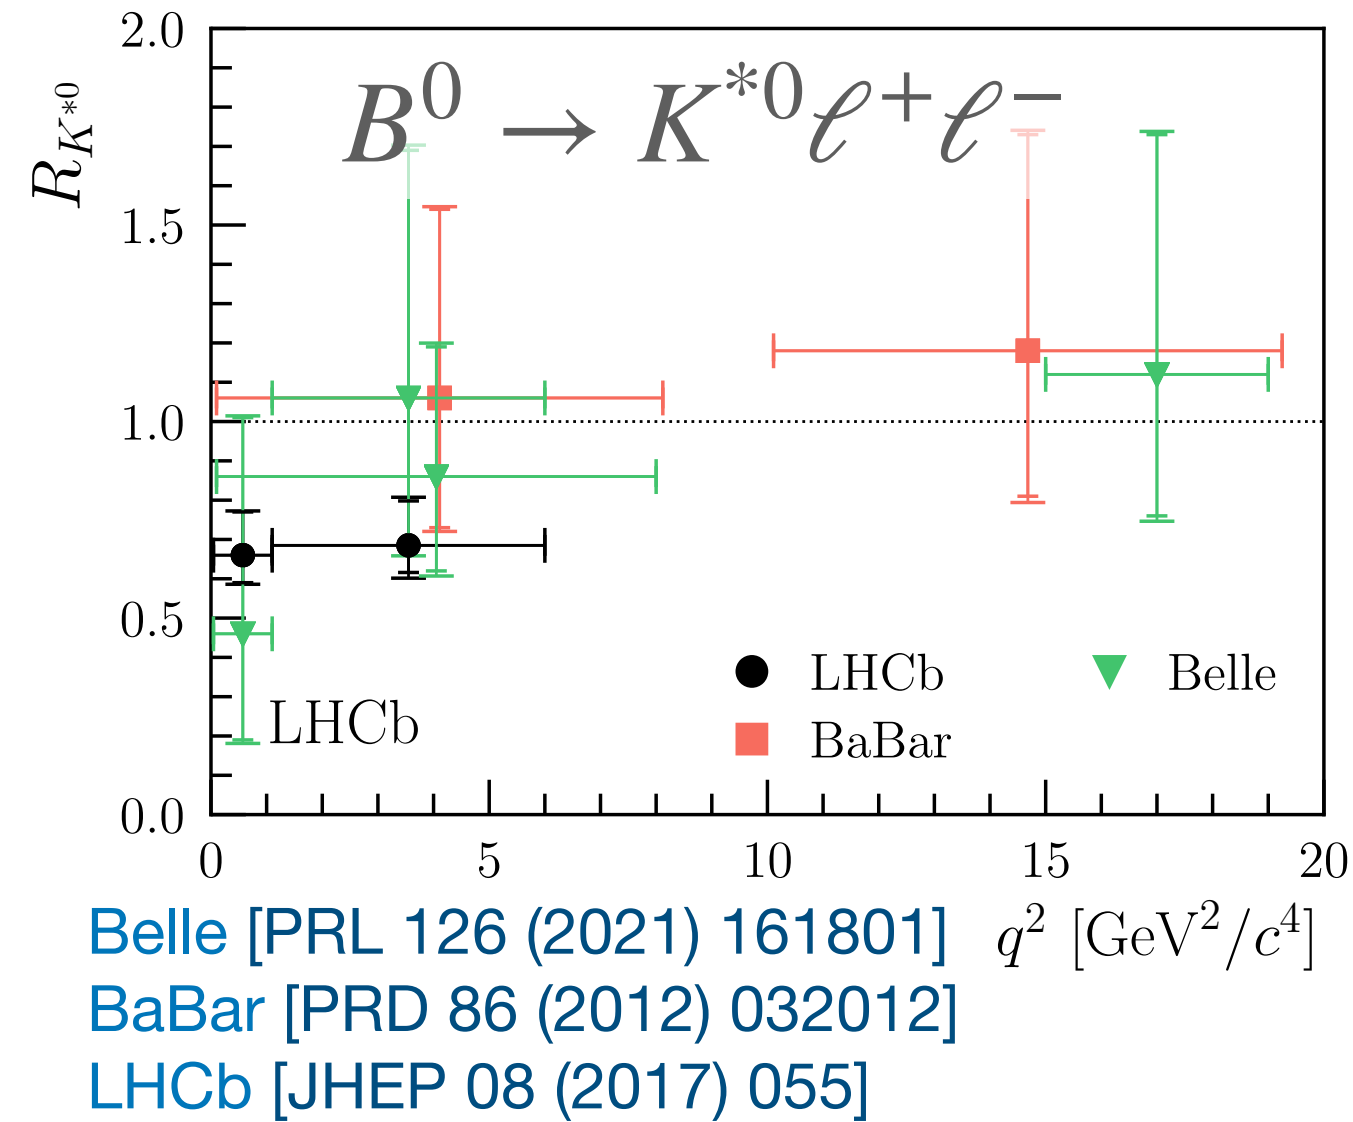 2.0
1.5
1.0
0.5
0.0
R_{K^{*0}}
B^0 → K^{*0}ℓ^+ℓ^-
LHCb
LHCb
BaBar
Belle
0 5 10 15 20
q^2 [GeV^2/c^4]
Belle [PRL 126 (2021) 161801]
BaBar [PRD 86 (2012) 032012]
LHCb [JHEP 08 (2017) 055]